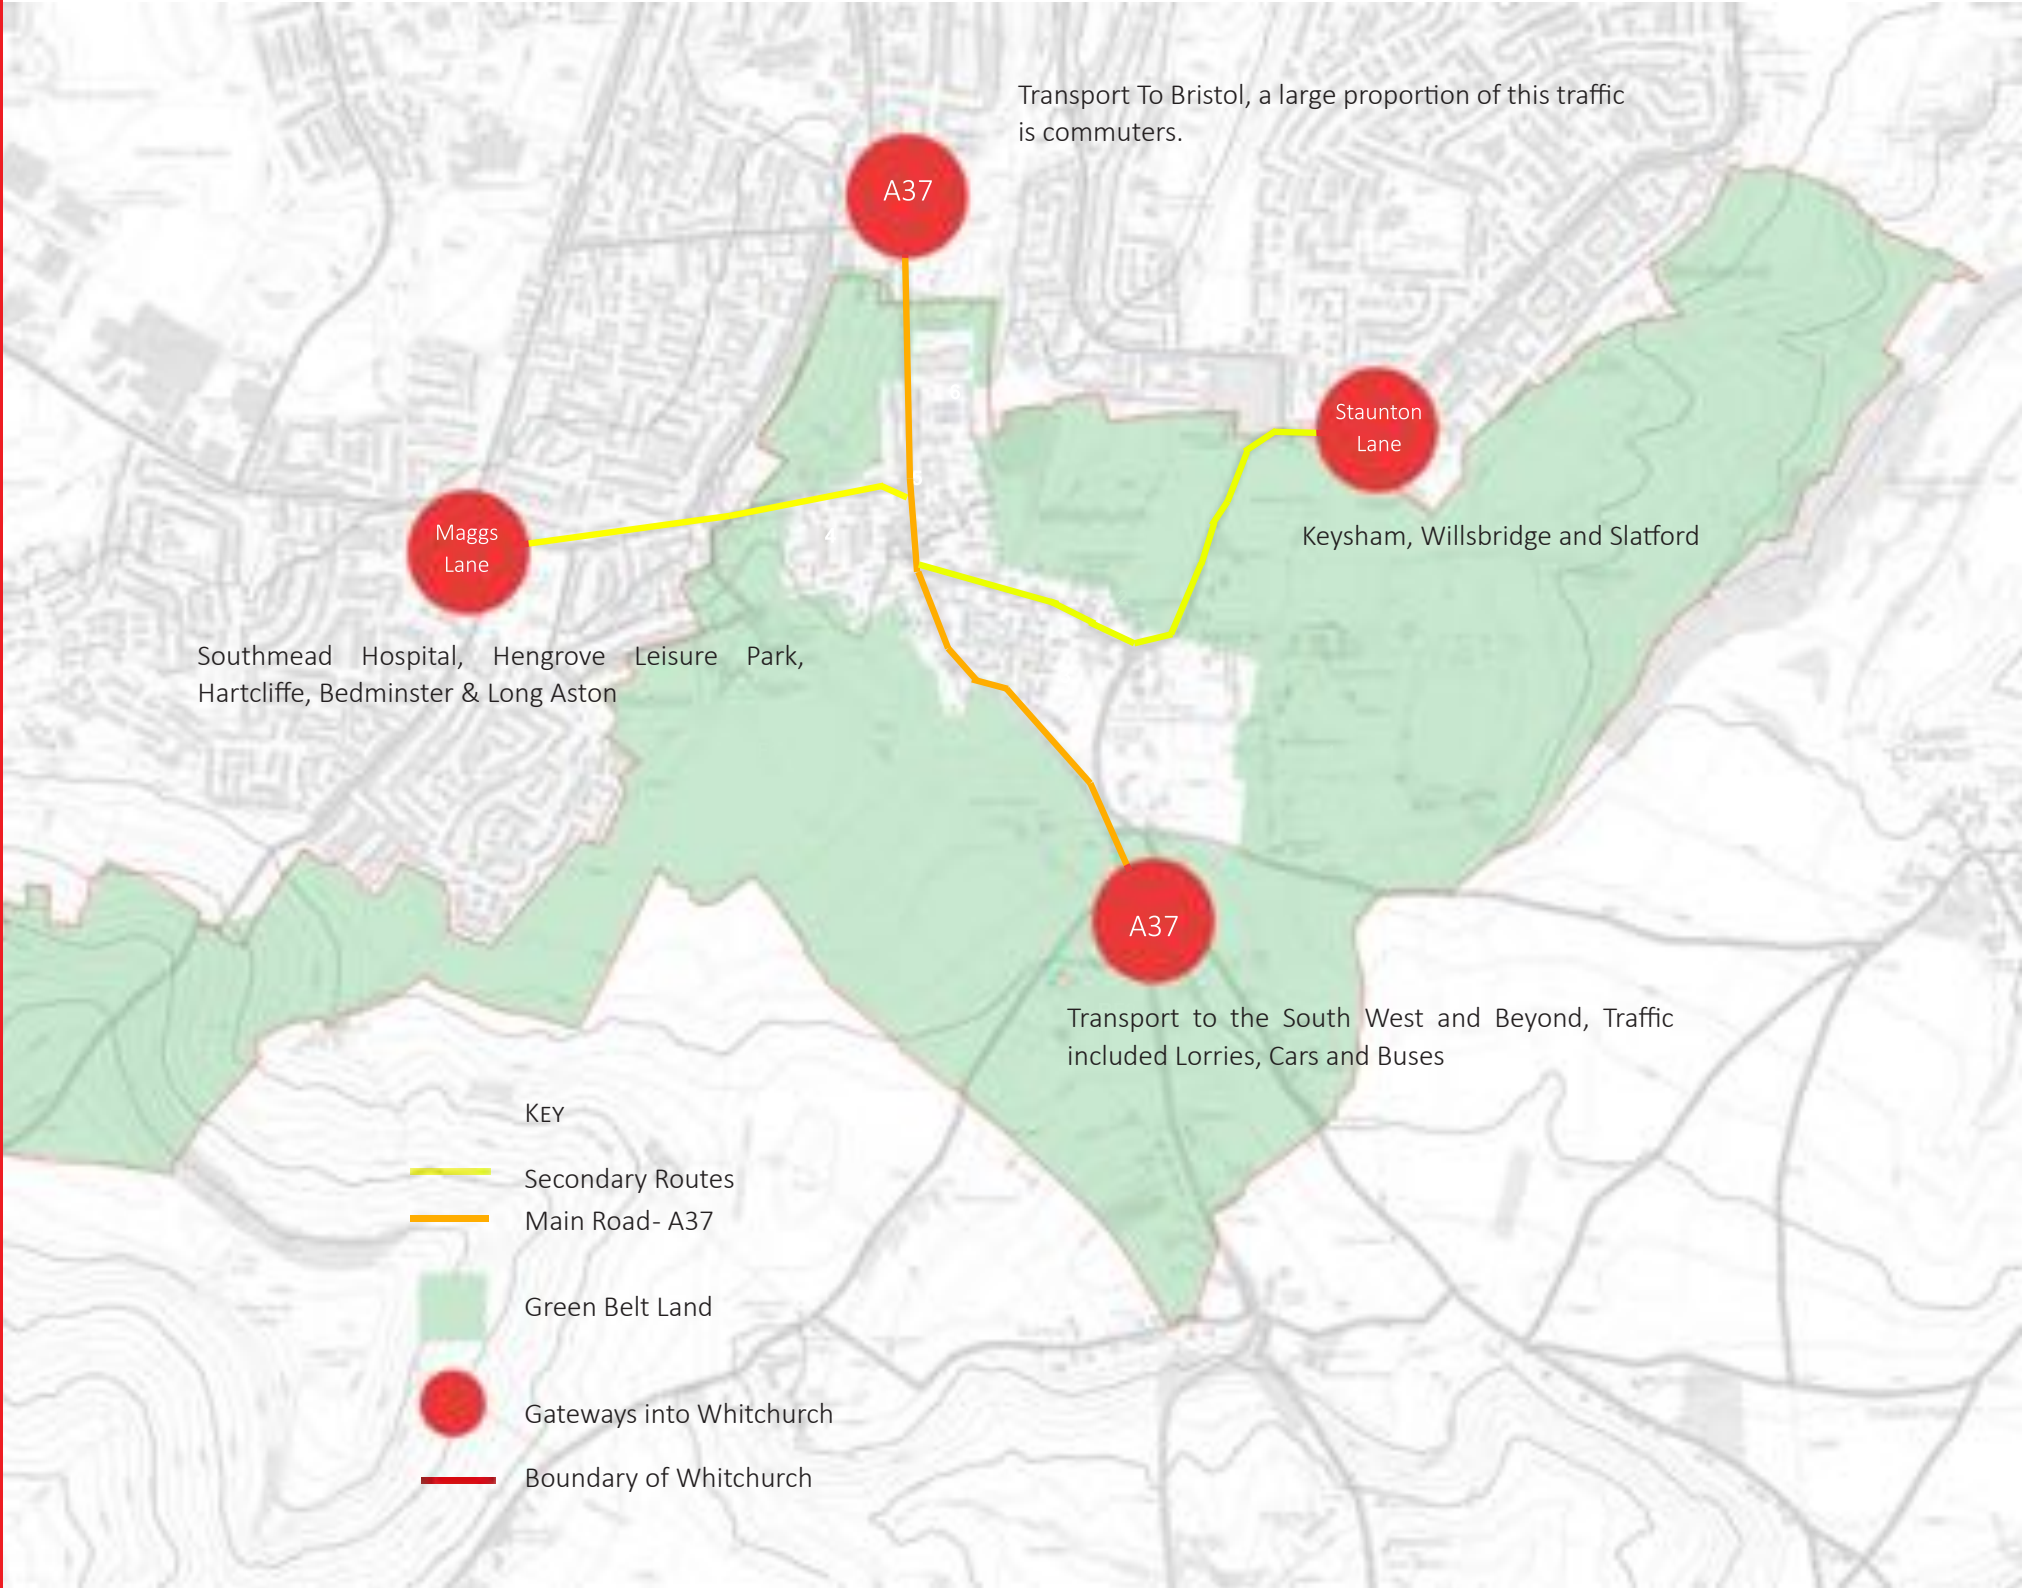 Transport To Bristol, a large proportion of this traffic
is commuters.
A37
Staunton
Lane
Keysham, Willsbridge and Slatford
Maggs
Lane
4
Southmead Hospital, Hengrove Leisure Park,
Hartcliffe, Bedminster & Long Aston
A37
Transport to the South West and Beyond, Traffic
included Lorries, Cars and Buses
KEY
Secondary Routes
Main Road- A37
Green Belt Land
Gateways into Whitchurch
Boundary of Whitchurch